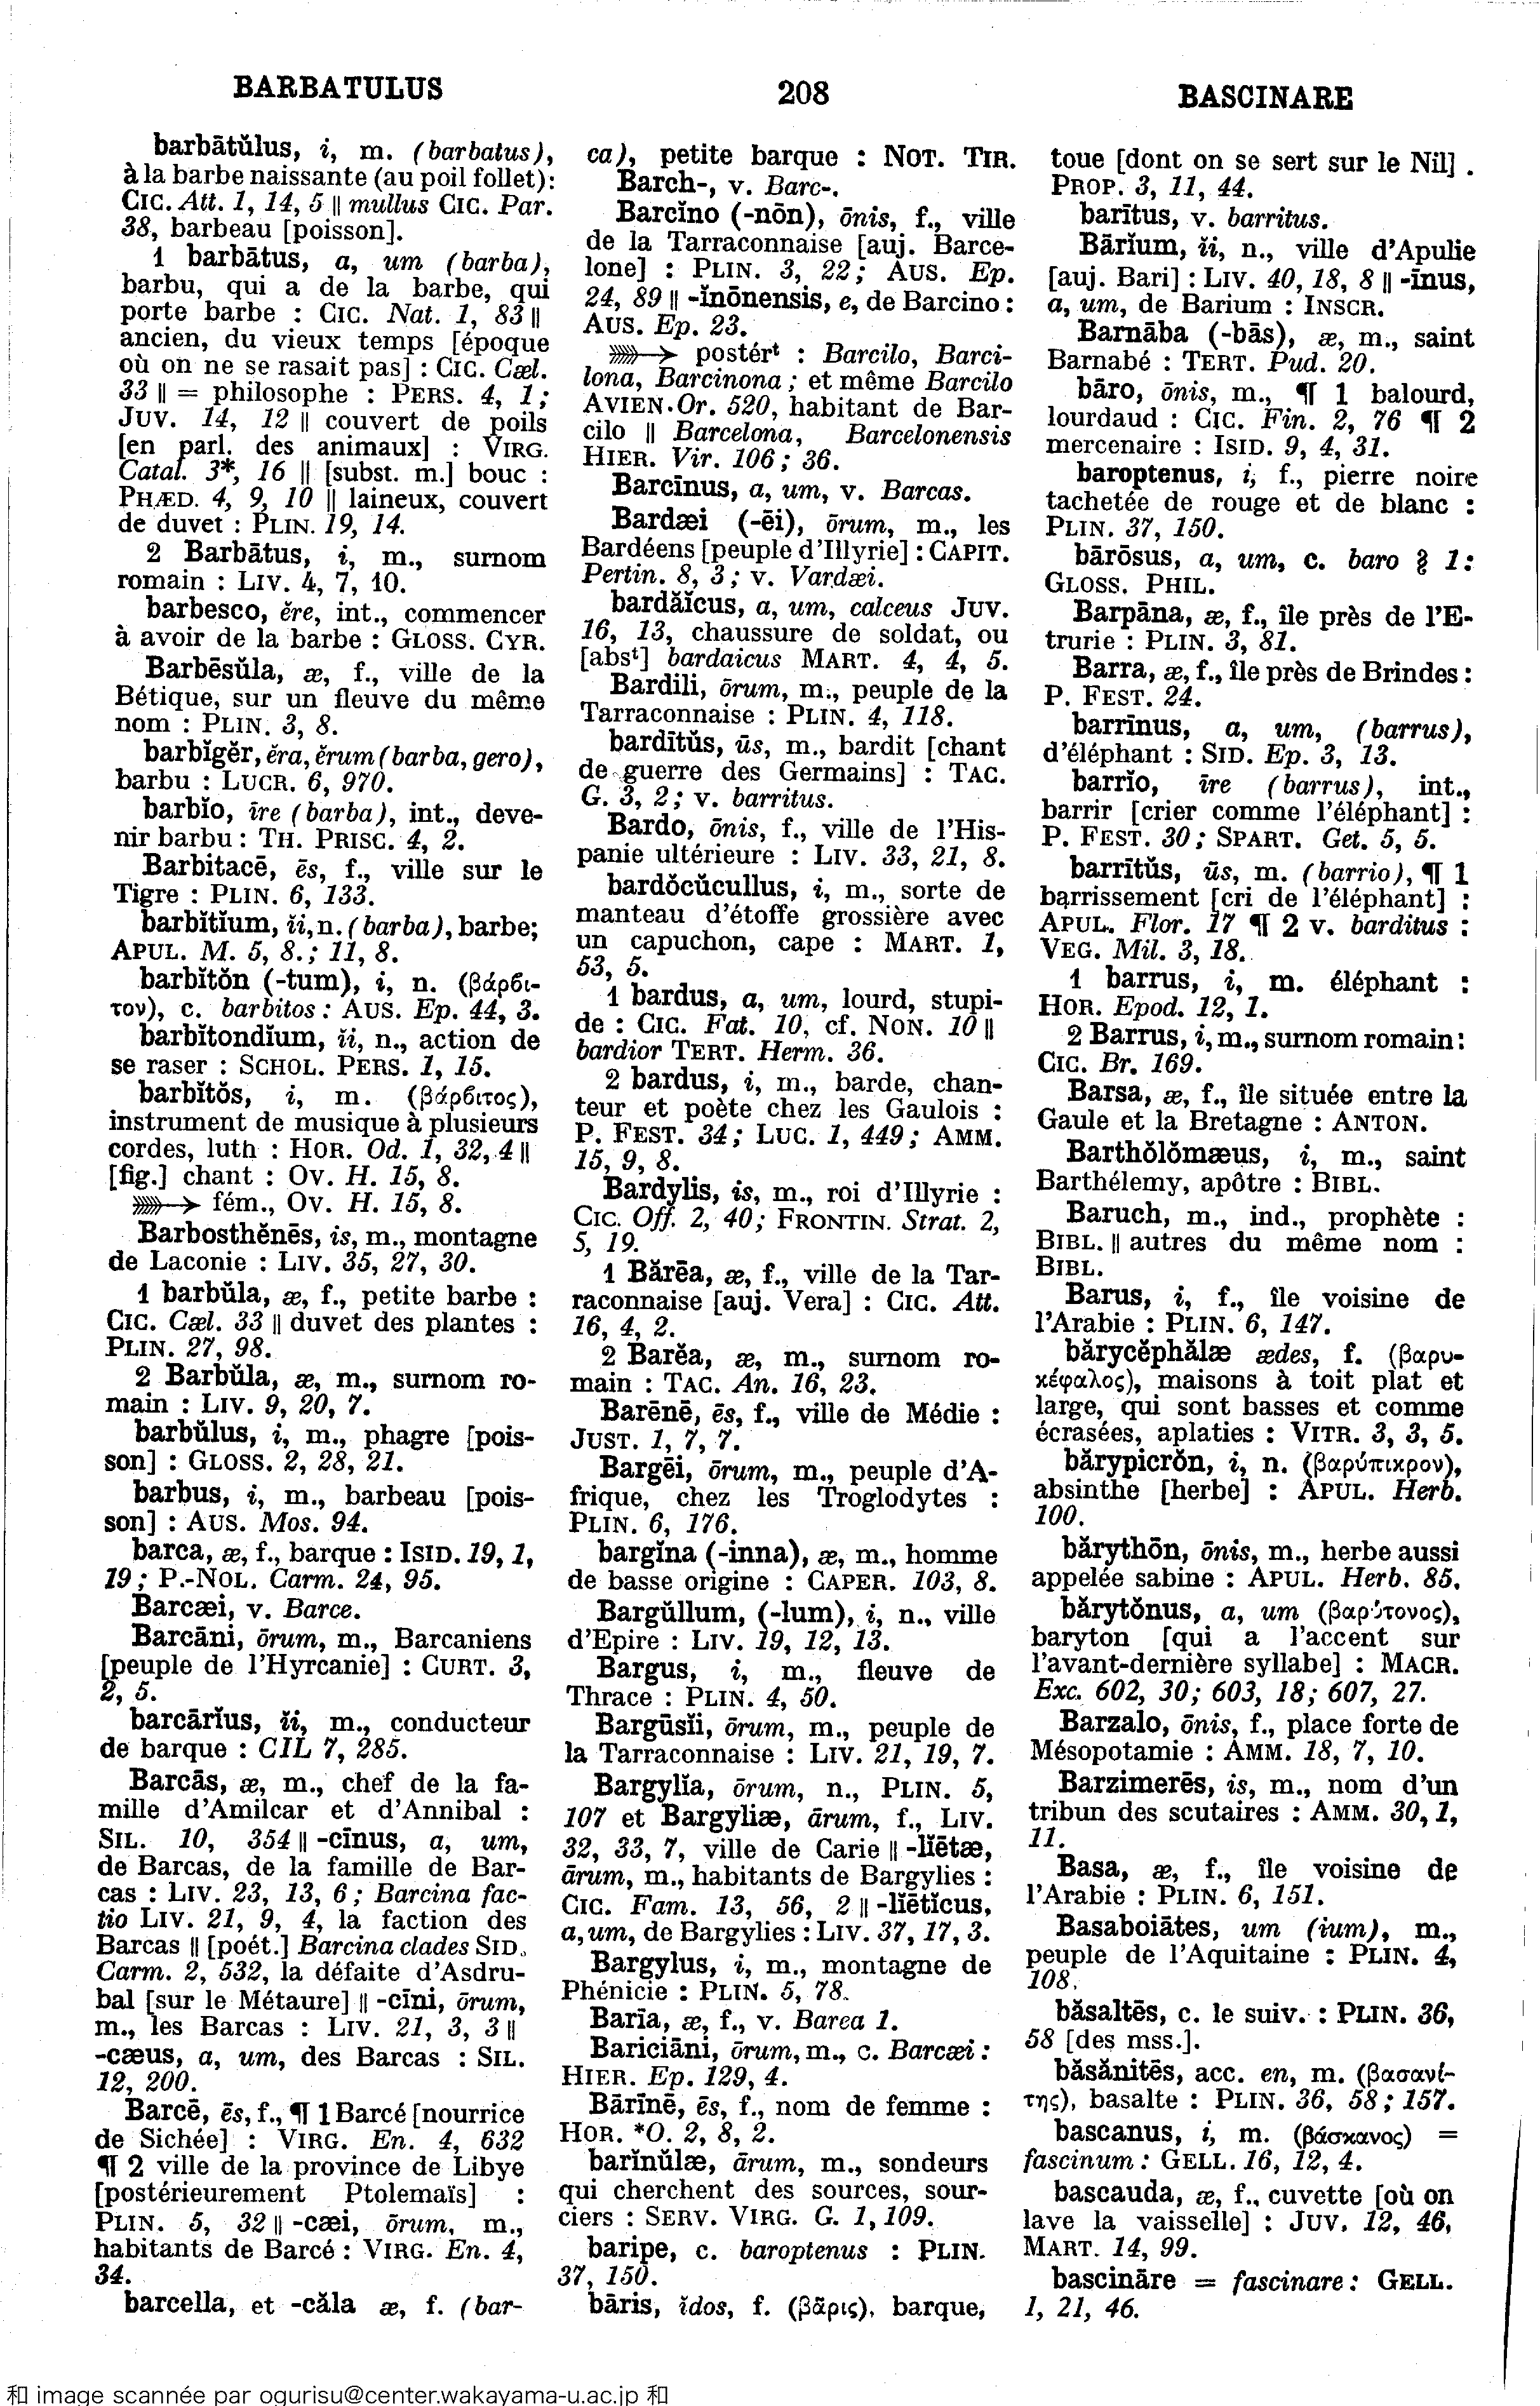 BARBATULUS
208
BASCINARE
barbātŭlus, i, m. (barbatus),
à la barbe naissante (au poil follet):
CIC. Att. 1, 14, 5 || mullus CIC. Par.
38, barbeau [poisson].
1 barbātus, a, um (barba),
barbu, qui a de la barbe, qui
porte barbe : CIC. Nat. 1, 83 ||
ancien, du vieux temps [époque
où on ne se rasait pas] : CIC. Cæl.
33 || = philosophe : PERS. 4, 1;
JUV. 14, 12 || couvert de poils
[en parl. des animaux] : VIRG.
Catal. 3*, 16 || [subst. m.] bouc :
PHÆD. 4, 9, 10 || laineux, couvert
de duvet : PLIN. 19, 14.
2 Barbātus, i, m., surnom
romain : LIV. 4, 7, 10.
barbesco, ĕre, int., commencer
à avoir de la barbe : GLOSS. CYR.
Barbēsŭla, æ, f., ville de la
Bétique, sur un fleuve du même
nom : PLIN. 3, 8.
barbĭgĕr, ĕra, ĕrum (barba, gero),
barbu : LUCR. 6, 970.
barbĭo, īre (barba), int., deve-
nir barbu : TH. PRISC. 4, 2.
Barbitacē, ēs, f., ville sur le
Tigre : PLIN. 6, 133.
barbĭtĭum, ĭi, n. (barba), barbe;
APUL. M. 5, 8.; 11, 8.
barbĭtŏn (-tum), i, n. (βάρϐι-
τον), c. barbitos : AUS. Ep. 44, 3.
barbĭtondĭum, ĭi, n., action de
se raser : SCHOL. PERS. 1, 15.
barbĭtŏs, i, m. (βάρϐιτος),
instrument de musique à plusieurs
cordes, luth : HOR. Od. 1, 32, 4 ||
[fig.] chant : OV. H. 15, 8.
➳ fém., OV. H. 15, 8.
Barbosthĕnēs, is, m., montagne
de Laconie : LIV. 35, 27, 30.
1 barbŭla, æ, f., petite barbe :
CIC. Cæl. 33 || duvet des plantes :
PLIN. 27, 98.
2 Barbŭla, æ, m., surnom ro-
main : LIV. 9, 20, 7.
barbŭlus, i, m., phagre [pois-
son] : GLOSS. 2, 28, 21.
barbus, i, m., barbeau [pois-
son] : AUS. Mos. 94.
barca, æ, f., barque : ISID. 19, 1,
19 ; P.-NOL. Carm. 24, 95.
Barcæi, v. Barce.
Barcāni, ōrum, m., Barcaniens
[peuple de l'Hyrcanie] : CURT. 3,
2, 5.
barcārĭus, ĭi, m., conducteur
de barque : CIL 7, 285.
Barcās, æ, m., chef de la fa-
mille d'Amilcar et d'Annibal :
SIL. 10, 354 || -cīnus, a, um,
de Barcas, de la famille de Bar-
cas : LIV. 23, 13, 6 ; Barcina fac-
tio LIV. 21, 9, 4, la faction des
Barcas || [poét.] Barcina clades SID.
Carm. 2, 532, la défaite d'Asdru-
bal [sur le Métaure] || -cīni, ōrum,
m., les Barcas : LIV. 21, 3, 3 ||
-cæus, a, um, des Barcas : SIL.
12, 200.
Barcē, ēs, f., ¶ 1 Barcé [nourrice
de Sichée] : VIRG. En. 4, 632
¶ 2 ville de la province de Libye
[postérieurement Ptolemaïs] :
PLIN. 5, 32 || -cæi, ōrum, m.,
habitants de Barcé : VIRG. En. 4,
34.
barcella, et -căla æ, f. (bar-
ca), petite barque : NOT. TIR.
Barch-, v. Barc-.
Barcĭno (-nōn), ōnis, f., ville
de la Tarraconnaise [auj. Barce-
lone] : PLIN. 3, 22 ; AUS. Ep.
24, 89 || -ĭnōnensis, e, de Barcino :
AUS. Ep. 23.
➳ postérᵗ : Barcilo, Barci-
lona, Barcinona ; et même Barcilo
AVIEN. Or. 520, habitant de Bar-
cilo || Barcelona, Barcelonensis
HIER. Vir. 106 ; 36.
Barcīnus, a, um, v. Barcas.
Bardæi (-ēi), ōrum, m., les
Bardéens [peuple d'Illyrie] : CAPIT.
Pertin. 8, 3 ; v. Vardæi.
bardăĭcus, a, um, calceus JUV.
16, 13, chaussure de soldat, ou
[absᵗ] bardaicus MART. 4, 4, 5.
Bardili, ōrum, m., peuple de la
Tarraconnaise : PLIN. 4, 118.
bardītŭs, ūs, m., bardit [chant
de guerre des Germains] : TAC.
G. 3, 2 ; v. barritus.
Bardo, ōnis, f., ville de l'His-
panie ultérieure : LIV. 33, 21, 8.
bardŏcŭcullus, i, m., sorte de
manteau d'étoffe grossière avec
un capuchon, cape : MART. 1,
53, 5.
1 bardus, a, um, lourd, stupi-
de : CIC. Fat. 10, cf. NON. 10 ||
bardior TERT. Herm. 36.
2 bardus, i, m., barde, chan-
teur et poète chez les Gaulois :
P. FEST. 34 ; LUC. 1, 449 ; AMM.
15, 9, 8.
Bardylis, is, m., roi d'Illyrie :
CIC. Off. 2, 40 ; FRONTIN. Strat. 2,
5, 19.
1 Bărēa, æ, f., ville de la Tar-
raconnaise [auj. Vera] : CIC. Att.
16, 4, 2.
2 Barĕa, æ, m., surnom ro-
main : TAC. An. 16, 23.
Barēnē, ēs, f., ville de Médie :
JUST. 1, 7, 7.
Bargēi, ōrum, m., peuple d'A-
frique, chez les Troglodytes :
PLIN. 6, 176.
bargĭna (-inna), æ, m., homme
de basse origine : CAPER. 103, 8.
Bargŭllum, (-lum), i, n., ville
d'Epire : LIV. 19, 12, 13.
Bargus, i, m., fleuve de
Thrace : PLIN. 4, 50.
Bargūsĭi, ōrum, m., peuple de
la Tarraconnaise : LIV. 21, 19, 7.
Bargylĭa, ōrum, n., PLIN. 5,
107 et Bargyliæ, ārum, f., LIV.
32, 33, 7, ville de Carie || -lĭētæ,
ārum, m., habitants de Bargylies :
CIC. Fam. 13, 56, 2 || -lĭētĭcus,
a, um, de Bargylies : LIV. 37, 17, 3.
Bargylus, i, m., montagne de
Phénicie : PLIN. 5, 78.
Baria, æ, f., v. Barea 1.
Bariciāni, ōrum, m., c. Barcæi :
HIER. Ep. 129, 4.
Bārīnē, ēs, f., nom de femme :
HOR. *O. 2, 8, 2.
barĭnŭlæ, ārum, m., sondeurs
qui cherchent des sources, sour-
ciers : SERV. VIRG. G. 1, 109.
baripe, c. baroptenus : PLIN.
37, 150.
bāris, ĭdos, f. (βᾶρις), barque,
toue [dont on se sert sur le Nil] .
PROP. 3, 11, 44.
barītus, v. barritus.
Bārĭum, ĭi, n., ville d'Apulie
[auj. Bari] : LIV. 40, 18, 8 || -īnus,
a, um, de Barium : INSCR.
Barnāba (-bās), æ, m., saint
Barnabé : TERT. Pud. 20.
bāro, ōnis, m., ¶ 1 balourd,
lourdaud : CIC. Fin. 2, 76 ¶ 2
mercenaire : ISID. 9, 4, 31.
baroptenus, i, f., pierre noire
tachetée de rouge et de blanc :
PLIN. 37, 150.
bārōsus, a, um, c. baro § 1 :
GLOSS. PHIL.
Barpāna, æ, f., île près de l'E-
trurie : PLIN. 3, 81.
Barra, æ, f., île près de Brindes :
P. FEST. 24.
barrīnus, a, um, (barrus),
d'éléphant : SID. Ep. 3, 13.
barrĭo, īre (barrus), int.,
barrir [crier comme l'éléphant] :
P. FEST. 30 ; SPART. Get. 5, 5.
barrītŭs, ūs, m. (barrio), ¶ 1
barrissement [cri de l'éléphant] :
APUL. Flor. 17 ¶ 2 v. barditus :
VEG. Mil. 3, 18.
1 barrus, i, m. éléphant :
HOR. Epod. 12, 1.
2 Barrus, i, m., surnom romain :
CIC. Br. 169.
Barsa, æ, f., île située entre la
Gaule et la Bretagne : ANTON.
Barthŏlŏmæus, i, m., saint
Barthélemy, apôtre : BIBL.
Baruch, m., ind., prophète :
BIBL. || autres du même nom :
BIBL.
Barus, i, f., île voisine de
l'Arabie : PLIN. 6, 147.
bărycĕphălæ ædes, f. (βαρυ-
κέφαλος), maisons à toit plat et
large, qui sont basses et comme
écrasées, aplaties : VITR. 3, 3, 5.
bărypicrŏn, i, n. (βαρύπικρον),
absinthe [herbe] : APUL. Herb.
100.
bărythōn, ōnis, m., herbe aussi
appelée sabine : APUL. Herb. 85.
bărytŏnus, a, um (βαρύτονος),
baryton [qui a l'accent sur
l'avant-dernière syllabe] : MACR.
Exc. 602, 30 ; 603, 18 ; 607, 27.
Barzalo, ōnis, f., place forte de
Mésopotamie : AMM. 18, 7, 10.
Barzimerēs, is, m., nom d'un
tribun des scutaires : AMM. 30, 1,
11.
Basa, æ, f., île voisine de
l'Arabie : PLIN. 6, 151.
Basaboiātes, um (ium), m.,
peuple de l'Aquitaine : PLIN. 4,
108.
băsaltēs, c. le suiv. : PLIN. 36,
58 [des mss.].
băsănitēs, acc. en, m. (βασανί-
της), basalte : PLIN. 36, 58 ; 157.
bascanus, i, m. (βάσκανος) =
fascinum : GELL. 16, 12, 4.
bascauda, æ, f., cuvette [où on
lave la vaisselle] : JUV. 12, 46,
MART. 14, 99.
bascināre = fascinare : GELL.
1, 21, 46.
和 image scannée par ogurisu@center.wakayama-u.ac.jp 和